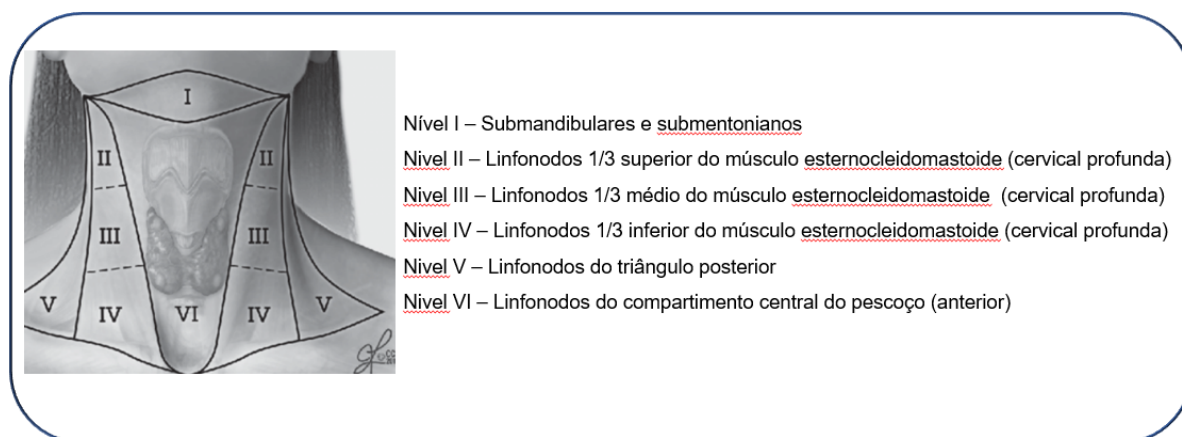 I
II II
III III
V IV VI IV V
Nível I – Submandibulares e submentonianos
Nivel II – Linfonodos 1/3 superior do músculo esternocleidomastoide (cervical profunda)
Nivel III – Linfonodos 1/3 médio do músculo esternocleidomastoide (cervical profunda)
Nivel IV – Linfonodos 1/3 inferior do músculo esternocleidomastoide (cervical profunda)
Nivel V – Linfonodos do triângulo posterior
Nivel VI – Linfonodos do compartimento central do pescoço (anterior)